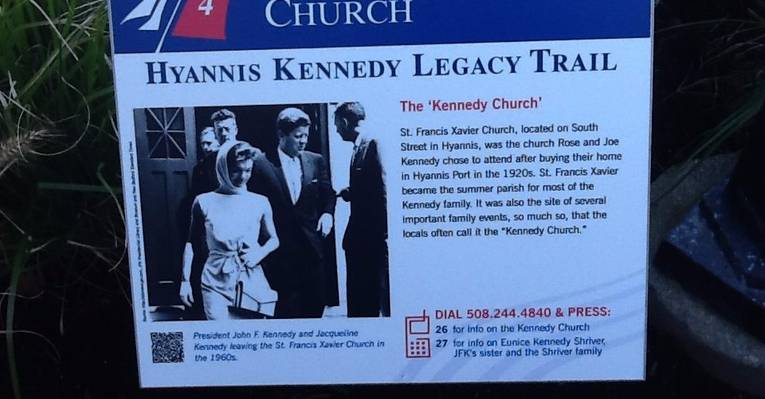 4
CHURCH
HYANNIS KENNEDY LEGACY TRAIL
The 'Kennedy Church'
St. Francis Xavier Church, located on South
Street in Hyannis, was the church Rose and Joe
Kennedy chose to attend after buying their home
in Hyannis Port in the 1920s. St. Francis Xavier
became the summer parish for most of the
Kennedy family. It was also the site of several
important family events, so much so, that the
locals often call it the "Kennedy Church."
DIAL 508.244.4840 & PRESS:
26 for info on the Kennedy Church
27 for info on Eunice Kennedy Shriver,
JFK's sister and the Shriver family
President John F. Kennedy and Jacqueline
Kennedy leaving the St. Francis Xavier Church in
the 1960s.